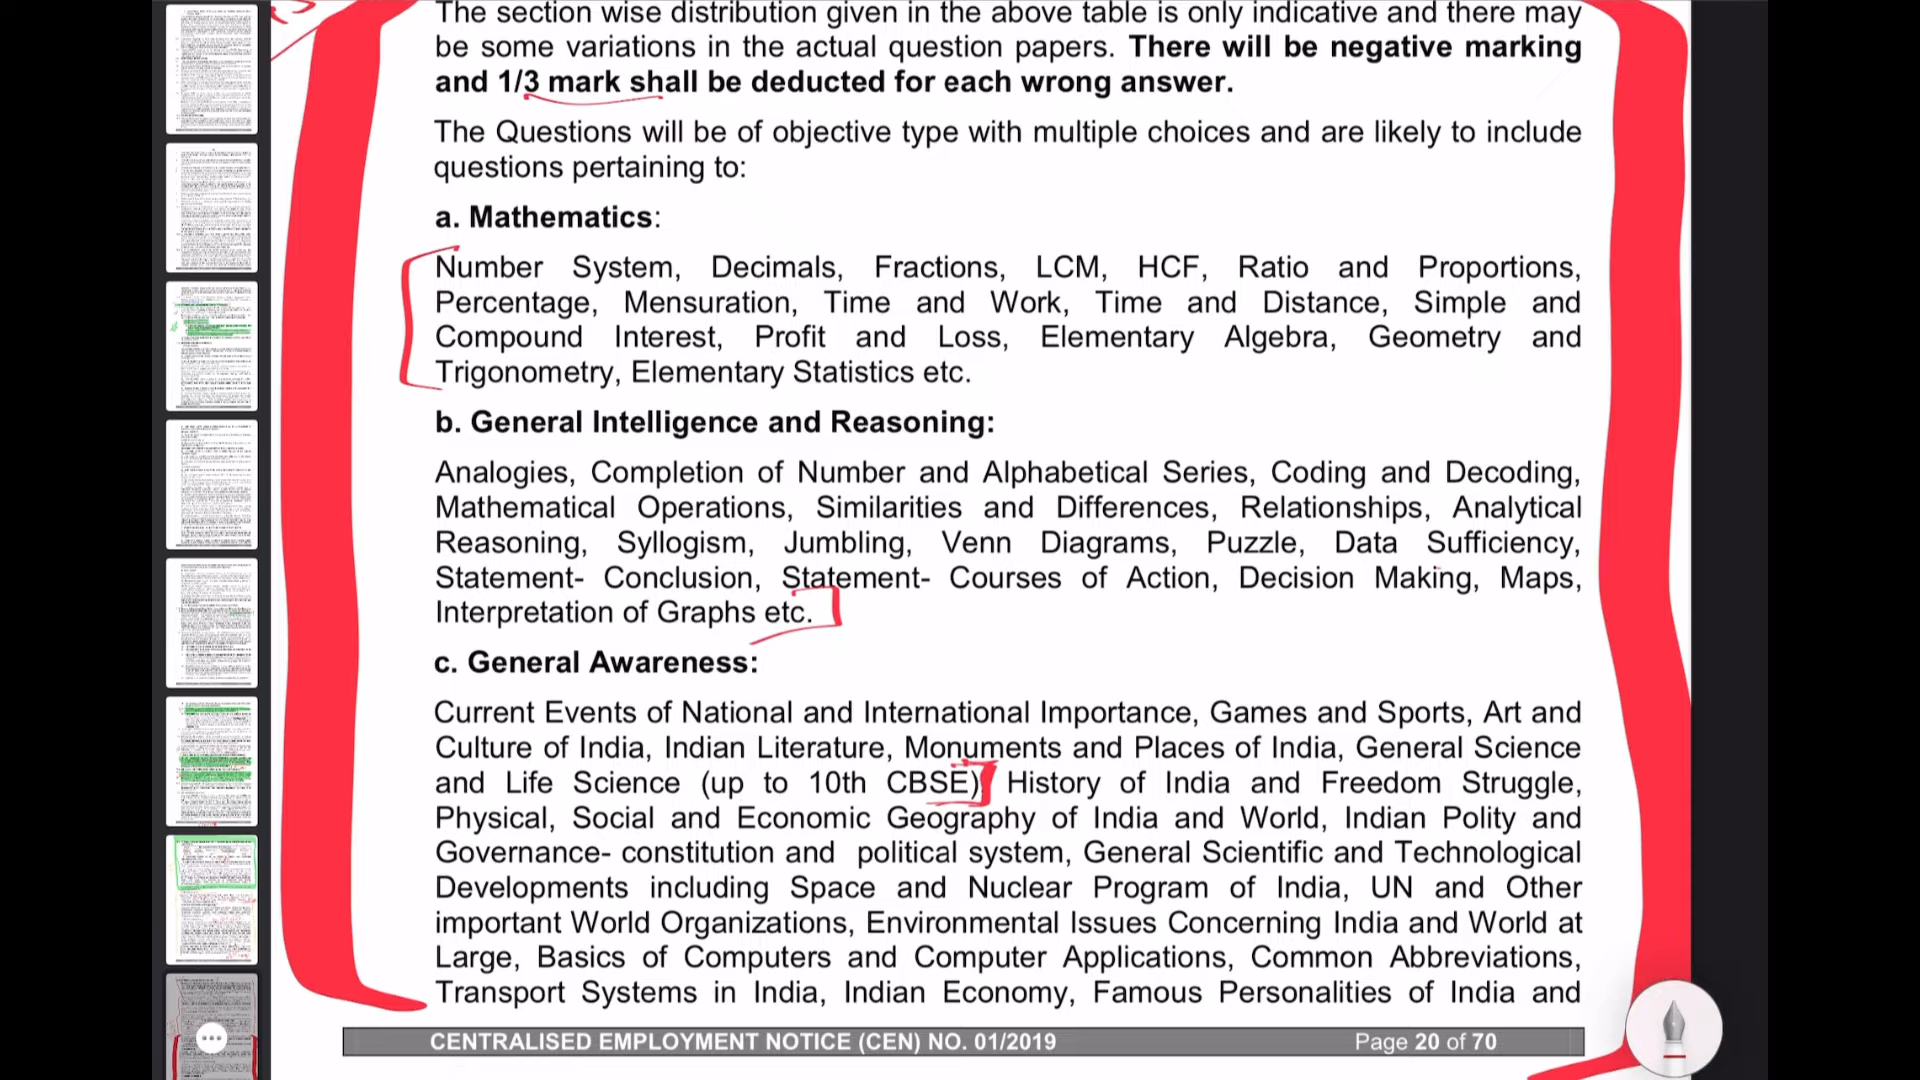 The section wise distribution given in the above table is only indicative and there may
be some variations in the actual question papers. There will be negative marking
and 1/3 mark shall be deducted for each wrong answer.
The Questions will be of objective type with multiple choices and are likely to include
questions pertaining to:
a. Mathematics:
Number System, Decimals, Fractions, LCM, HCF, Ratio and Proportions,
Percentage, Mensuration, Time and Work, Time and Distance, Simple and
Compound Interest, Profit and Loss, Elementary Algebra, Geometry and
Trigonometry, Elementary Statistics etc.
b. General Intelligence and Reasoning:
Analogies, Completion of Number and Alphabetical Series, Coding and Decoding,
Mathematical Operations, Similarities and Differences, Relationships, Analytical
Reasoning, Syllogism, Jumbling, Venn Diagrams, Puzzle, Data Sufficiency,
Statement- Conclusion, Statement- Courses of Action, Decision Making, Maps,
Interpretation of Graphs etc.
c. General Awareness:
Current Events of National and International Importance, Games and Sports, Art and
Culture of India, Indian Literature, Monuments and Places of India, General Science
and Life Science (up to 10th CBSE) History of India and Freedom Struggle,
Physical, Social and Economic Geography of India and World, Indian Polity and
Governance- constitution and political system, General Scientific and Technological
Developments including Space and Nuclear Program of India, UN and Other
important World Organizations, Environmental Issues Concerning India and World at
Large, Basics of Computers and Computer Applications, Common Abbreviations,
Transport Systems in India, Indian Economy, Famous Personalities of India and
CENTRALISED EMPLOYMENT NOTICE (CEN) NO. 01/2019 Page 20 of 70